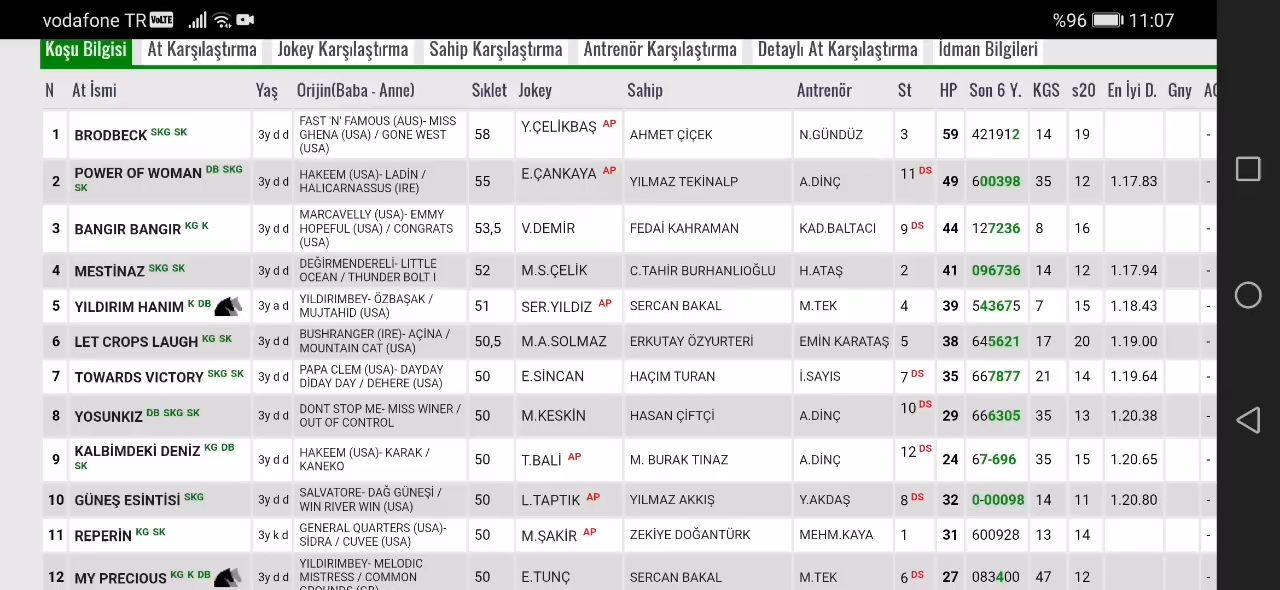 vodafone TR VoLTE %96 11:07
Koşu Bilgisi At Karşılaştırma Jokey Karşılaştırma Sahip Karşılaştırma Antrenör Karşılaştırma Detaylı At Karşılaştırma İdman Bilgileri
N At İsmi Yaş Orijin(Baba - Anne) Sıklet Jokey Sahip Antrenör St HP Son 6 Y. KGS s20 En İyi D. Gny
1 BRODBECK SKG SK 3y d d FAST 'N' FAMOUS (AUS)- MISS GHENA (USA) / GONE WEST (USA) 58 Y.ÇELİKBAŞ AP AHMET ÇİÇEK N.GÜNDÜZ 3 59 421912 14 19 -
2 POWER OF WOMAN DB SKG SK 3y d d HAKEEM (USA)- LADİN / HALICARNASSUS (IRE) 55 E.ÇANKAYA AP YILMAZ TEKİNALP A.DİNÇ 11 DS 49 600398 35 12 1.17.83 -
3 BANGIR BANGIR KG K 3y d d MARCAVELLY (USA)- EMMY HOPEFUL (USA) / CONGRATS (USA) 53,5 V.DEMİR FEDAİ KAHRAMAN KAD.BALTACI 9 DS 44 127236 8 16 -
4 MESTİNAZ SKG SK 3y d d DEĞİRMENDERELİ- LITTLE OCEAN / THUNDER BOLT I 52 M.S.ÇELİK C.TAHİR BURHANLIOĞLU H.ATAŞ 2 41 096736 14 12 1.17.94 -
5 YILDIRIM HANIM K DB 3y a d YILDIRIMBEY- ÖZBAŞAK / MUJTAHID (USA) 51 SER.YILDIZ AP SERCAN BAKAL M.TEK 4 39 543675 7 15 1.18.43 -
6 LET CROPS LAUGH KG SK 3y d d BUSHRANGER (IRE)- AÇİNA / MOUNTAIN CAT (USA) 50,5 M.A.SOLMAZ ERKUTAY ÖZYURTERİ EMİN KARATAŞ 5 38 645621 17 20 1.19.00 -
7 TOWARDS VICTORY SKG SK 3y d d PAPA CLEM (USA)- DAYDAY DİDAY DAY / DEHERE (USA) 50 E.SİNCAN HAÇIM TURAN İ.SAYIS 7 DS 35 667877 21 14 1.19.64 -
8 YOSUNKIZ DB SKG SK 3y d d DONT STOP ME- MISS WINER / OUT OF CONTROL 50 M.KESKİN HASAN ÇİFTÇİ A.DİNÇ 10 DS 29 666305 35 13 1.20.38 -
9 KALBİMDEKİ DENİZ KG DB SK 3y d d HAKEEM (USA)- KARAK / KANEKO 50 T.BALİ AP M. BURAK TINAZ A.DİNÇ 12 DS 24 67-696 35 15 1.20.65 -
10 GÜNEŞ ESİNTİSİ SKG 3y d d SALVATORE- DAĞ GÜNEŞİ / WIN RIVER WIN (USA) 50 L.TAPTIK AP YILMAZ AKKIŞ Y.AKDAŞ 8 DS 32 0-00098 14 11 1.20.80 -
11 REPERİN KG SK 3y k d GENERAL QUARTERS (USA)- SİDRA / CUVEE (USA) 50 M.ŞAKİR AP ZEKİYE DOĞANTÜRK MEHM.KAYA 1 31 600928 13 14 -
12 MY PRECIOUS KG K DB 3y d d YILDIRIMBEY- MELODIC MISTRESS / COMMON GROUNDS (GB) 50 E.TUNÇ SERCAN BAKAL M.TEK 6 DS 27 083400 47 12 -